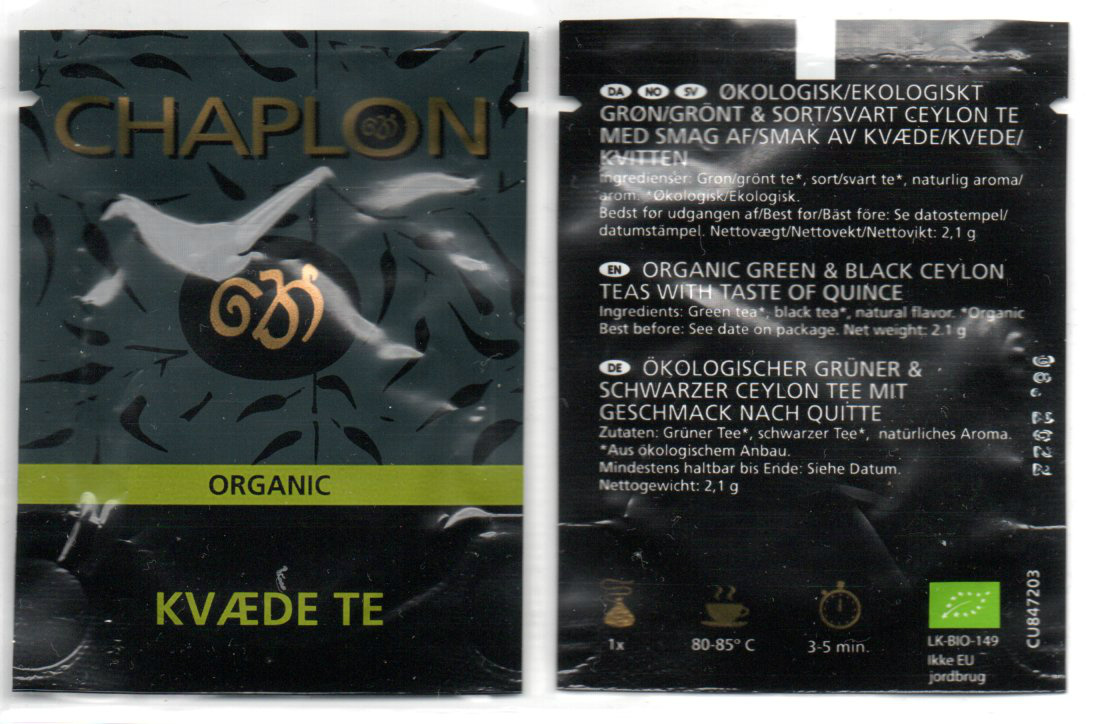 CHAPLON
ORGANIC
KVÆDE TE
DA NO SV ØKOLOGISK/EKOLOGISKT
GRØN/GRÖNT & SORT/SVART CEYLON TE
MED SMAG AF/SMAK AV KVÆDE/KVEDE/
KVITTEN
Ingredienser: Grøn/grönt te*, sort/svart te*, naturlig aroma/
arom. *Økologisk/Ekologisk.
Bedst før udgangen af/Best før/Bäst före: Se datostempel/
datumstämpel. Nettovægt/Nettovekt/Nettovikt: 2,1 g
EN ORGANIC GREEN & BLACK CEYLON
TEAS WITH TASTE OF QUINCE
Ingredients: Green tea*, black tea*, natural flavor. *Organic
Best before: See date on package. Net weight: 2.1 g
DE ÖKOLOGISCHER GRÜNER &
SCHWARZER CEYLON TEE MIT
GESCHMACK NACH QUITTE
Zutaten: Grüner Tee*, schwarzer Tee*, natürliches Aroma.
*Aus ökologischem Anbau.
Mindestens haltbar bis Ende: Siehe Datum.
Nettogewicht: 2,1 g
1x
80-85° C
3-5 min.
LK-BIO-149
Ikke EU
jordbrug
CU847203